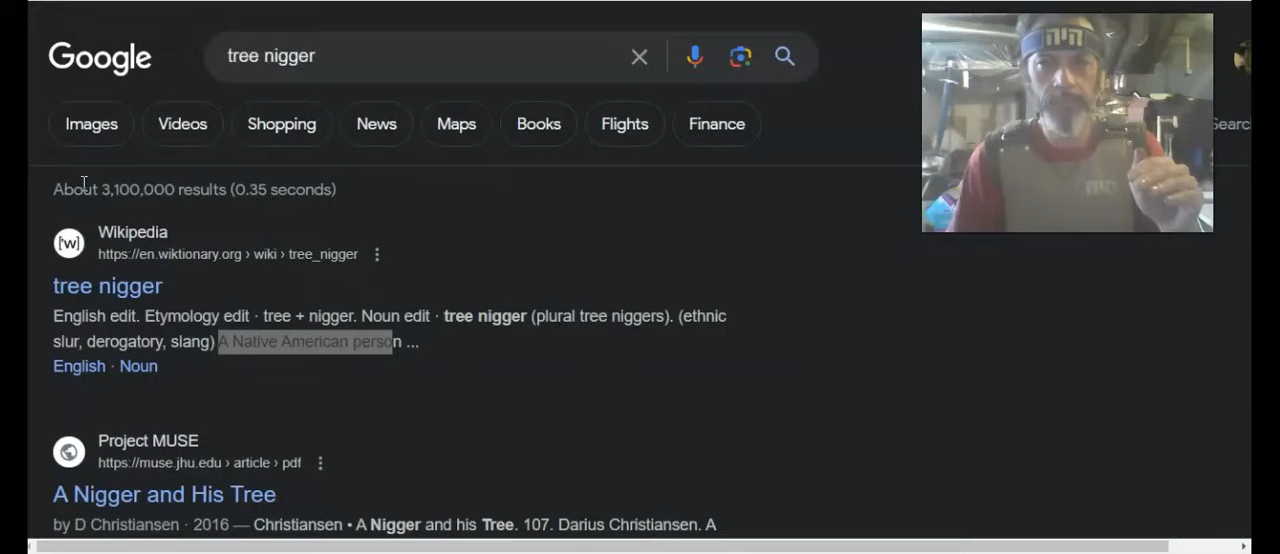 Google
tree nigger
Images
Videos
Shopping
News
Maps
Books
Flights
Finance
Searc
About 3,100,000 results (0.35 seconds)
[w]
Wikipedia
https://en.wiktionary.org › wiki › tree_nigger
tree nigger
English edit. Etymology edit · tree + nigger. Noun edit · tree nigger (plural tree niggers). (ethnic
slur, derogatory, slang) A Native American person ...
English · Noun
Project MUSE
https://muse.jhu.edu › article › pdf
A Nigger and His Tree
by D Christiansen · 2016 — Christiansen • A Nigger and his Tree. 107. Darius Christiansen. A
היה
היה